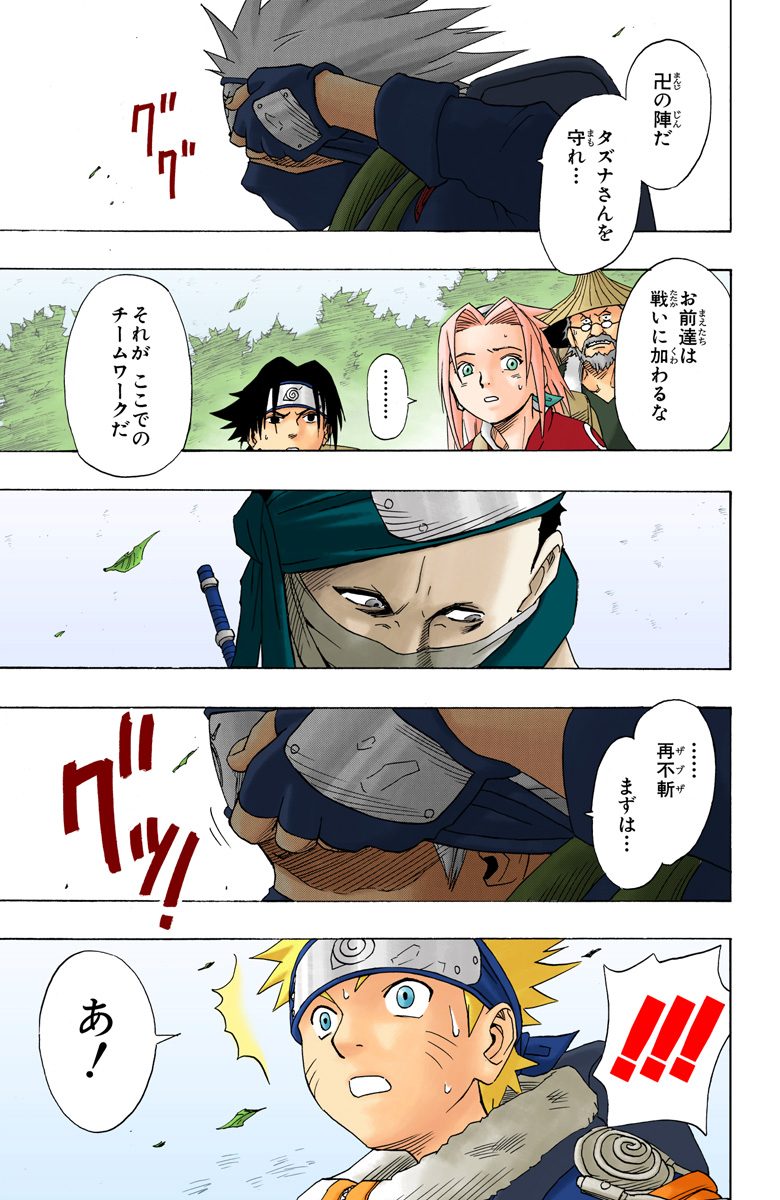 卍の陣だ
タズナさんを
守れ…
ググ
お前達は
戦いに加わるな
………
それが ここでの
チームワークだ
……
再不斬
まずは…
グッ!
!!!
あ!